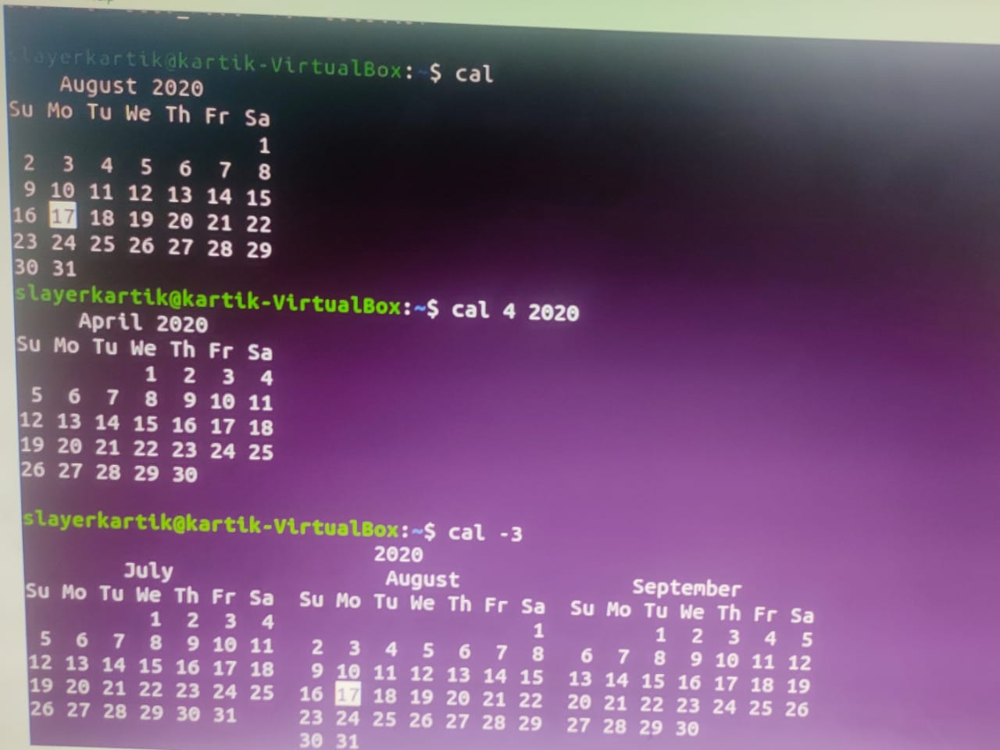 slayerkartik@kartik-VirtualBox:~$ cal
August 2020
Su Mo Tu We Th Fr Sa
1
2 3 4 5 6 7 8
9 10 11 12 13 14 15
16 17 18 19 20 21 22
23 24 25 26 27 28 29
30 31
slayerkartik@kartik-VirtualBox:~$ cal 4 2020
April 2020
Su Mo Tu We Th Fr Sa
1 2 3 4
5 6 7 8 9 10 11
12 13 14 15 16 17 18
19 20 21 22 23 24 25
26 27 28 29 30
slayerkartik@kartik-VirtualBox:~$ cal -3
2020
July August September
Su Mo Tu We Th Fr Sa Su Mo Tu We Th Fr Sa Su Mo Tu We Th Fr Sa
1 2 3 4 1 1 2 3 4 5
5 6 7 8 9 10 11 2 3 4 5 6 7 8 6 7 8 9 10 11 12
12 13 14 15 16 17 18 9 10 11 12 13 14 15 13 14 15 16 17 18 19
19 20 21 22 23 24 25 16 17 18 19 20 21 22 20 21 22 23 24 25 26
26 27 28 29 30 31 23 24 25 26 27 28 29 27 28 29 30
30 31